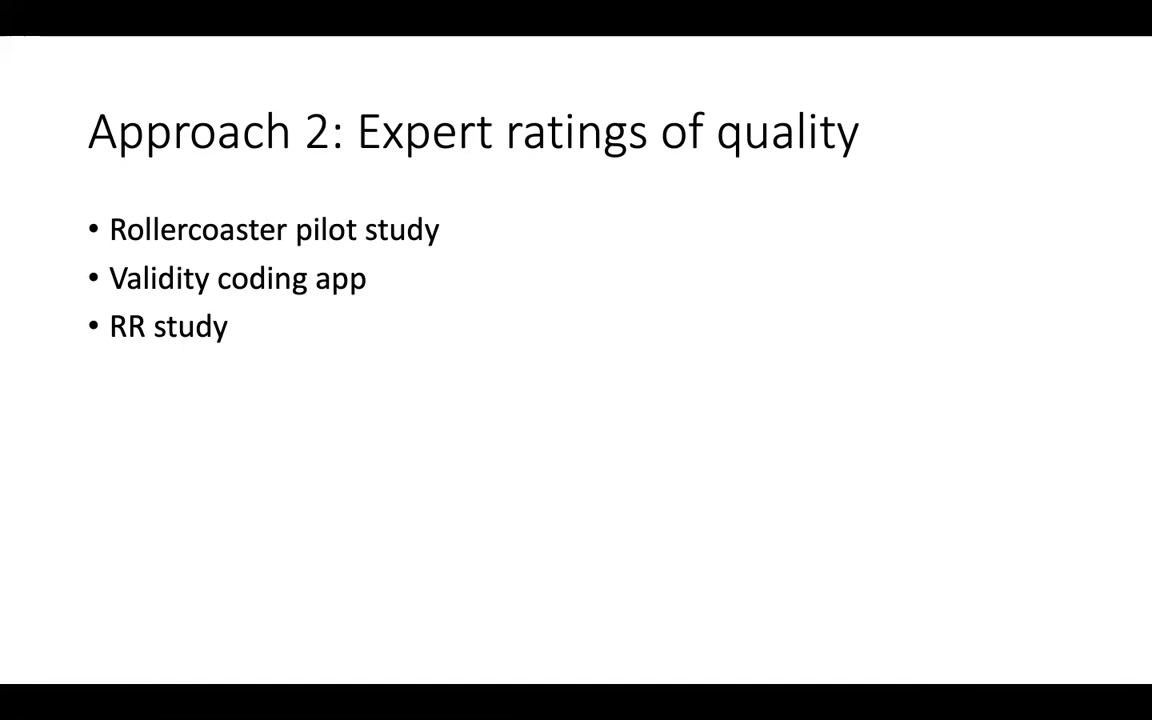 Approach 2: Expert ratings of quality
• Rollercoaster pilot study
• Validity coding app
• RR study